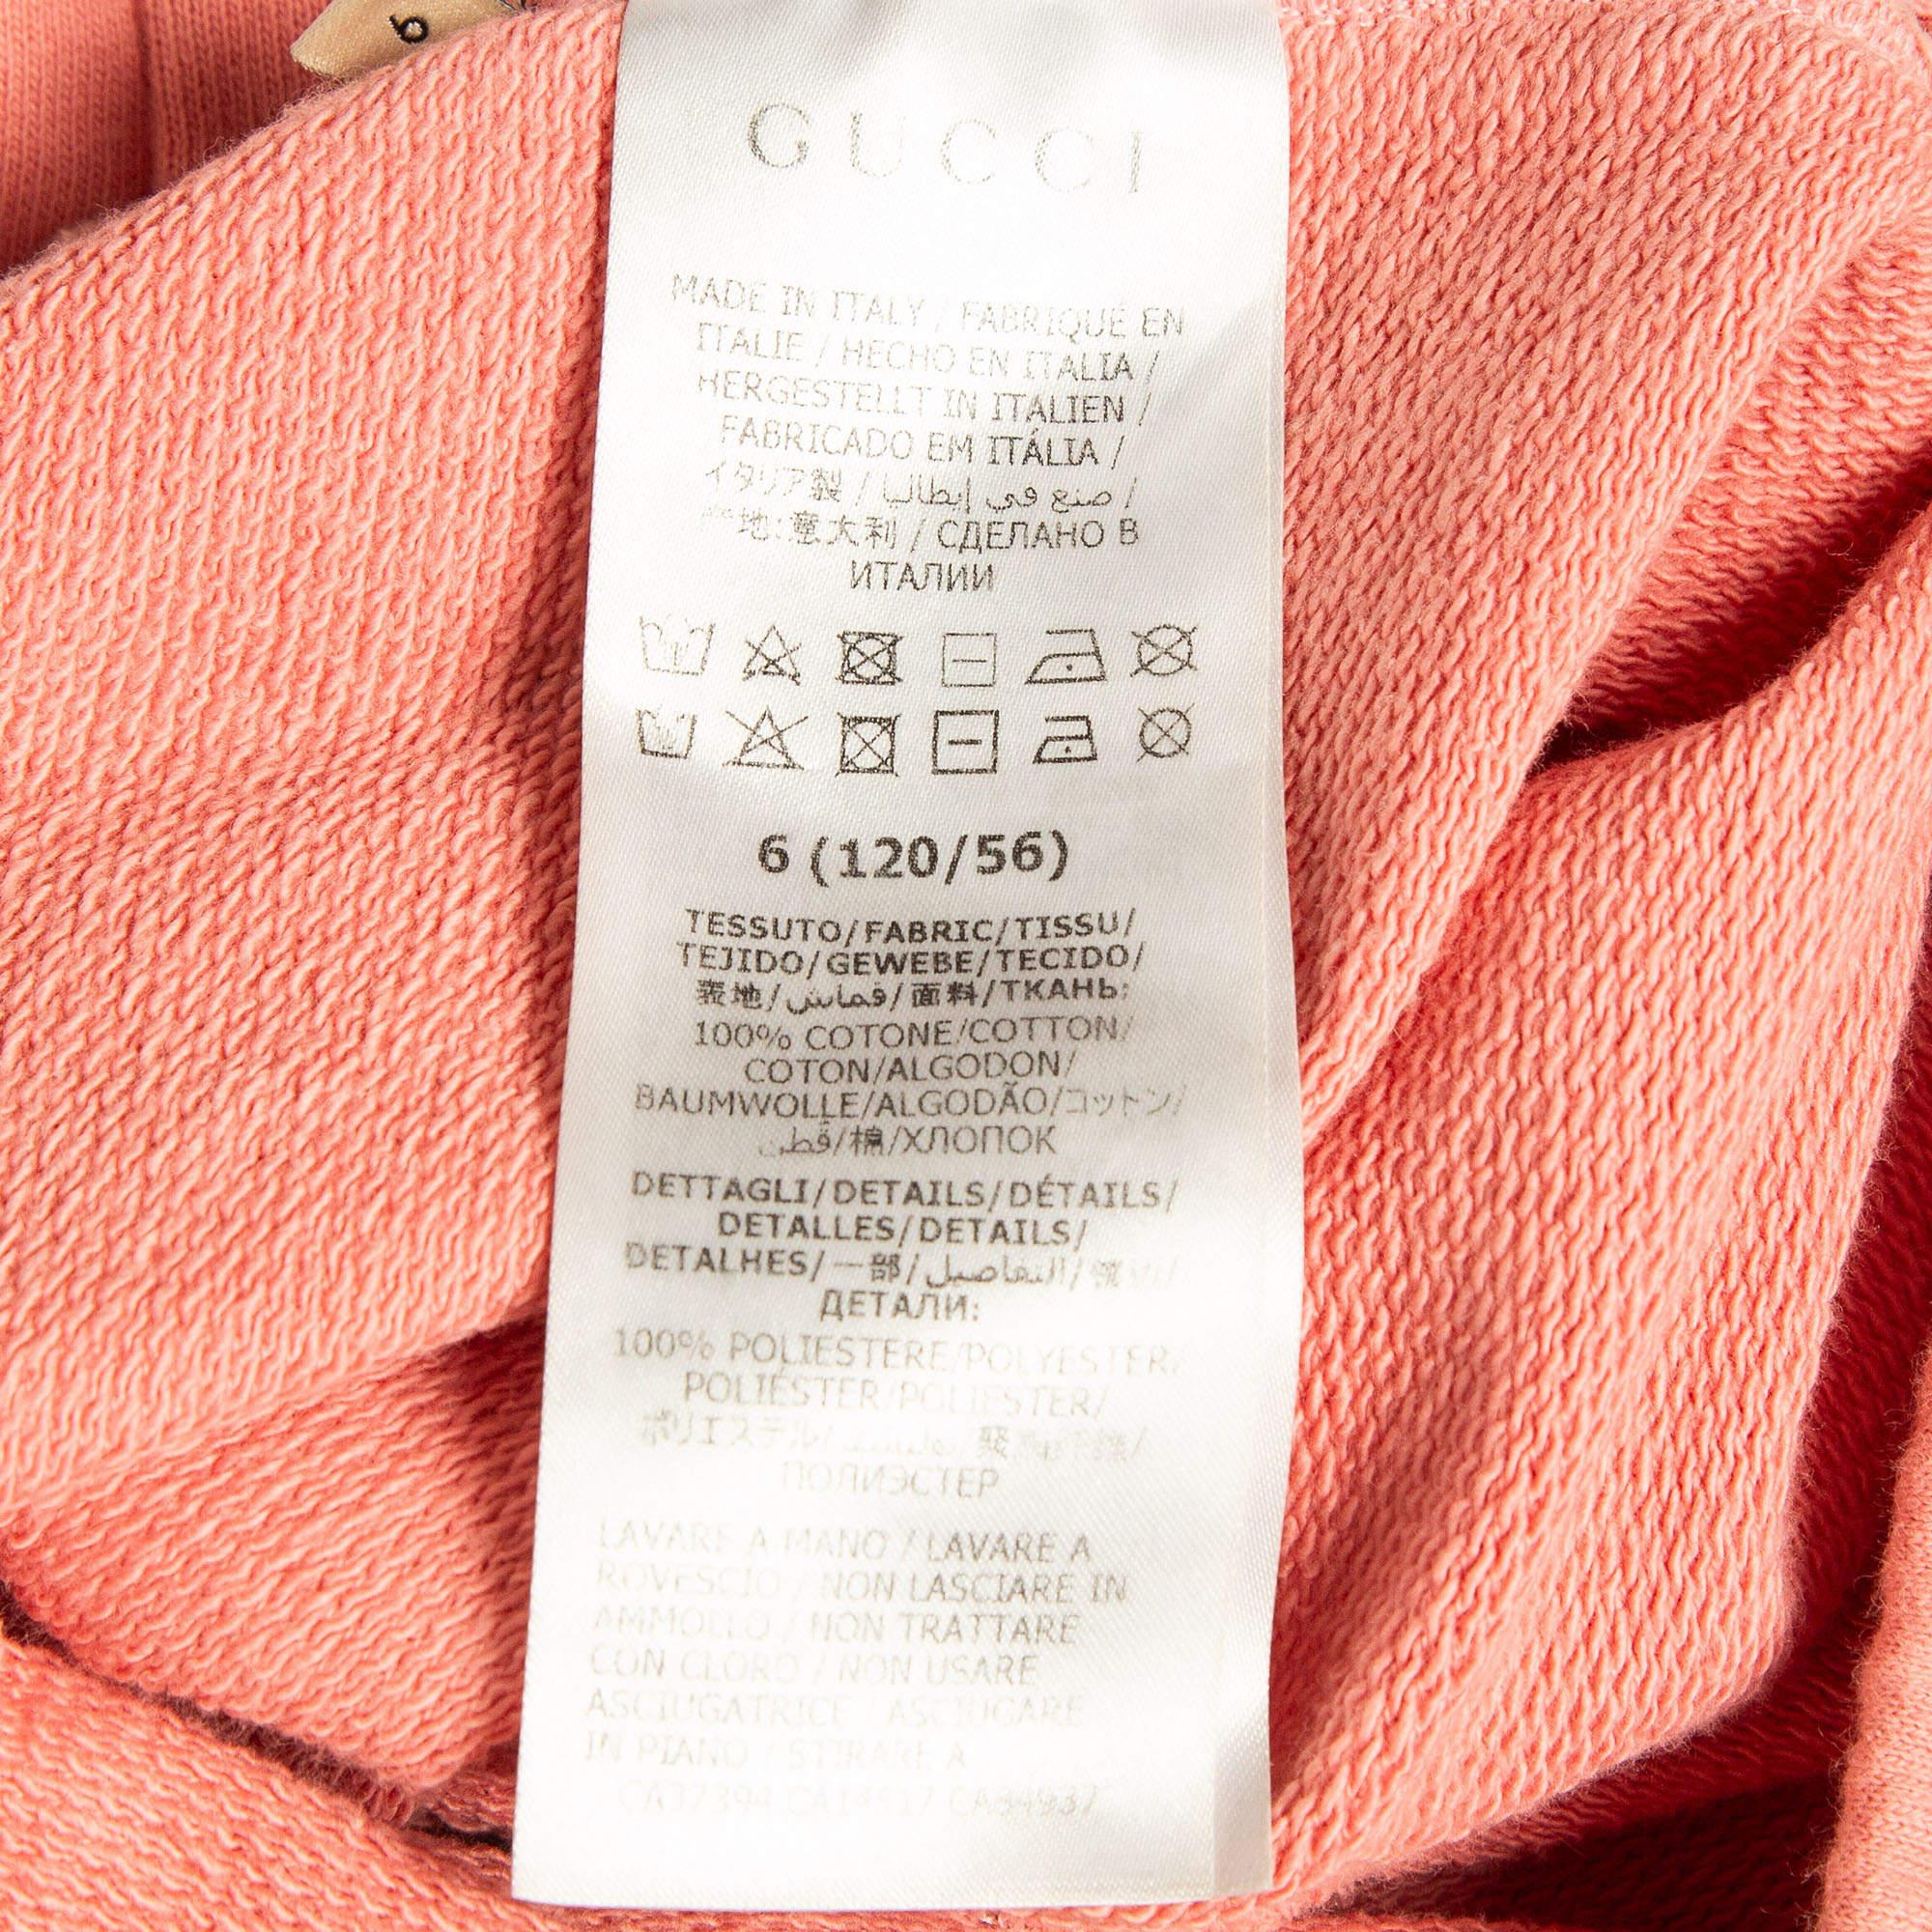 6
GUCCI
MADE IN ITALY / FABRIQUÉ EN
ITALIE / HECHO EN ITALIA /
HERGESTELLT IN ITALIEN /
FABRICADO EM ITÁLIA /
イタリア製 / صنع في إيطاليا /
产地:意大利 / СДЕЛАНО В
ИТАЛИИ
6 (120/56)
TESSUTO/FABRIC/TISSU/
TEJIDO/GEWEBE/TECIDO/
表地/قماش/面料/ТКАНЬ:
100% COTONE/COTTON/
COTON/ALGODON/
BAUMWOLLE/ALGODÃO/コットン/
قطن/棉/ХЛОПОК
DETTAGLI/DETAILS/DÉTAILS/
DETALLES/DETAILS/
DETALHES/一部/التفاصيل/
ДЕТАЛИ:
100% POLIESTERE/POLYESTER/
POLIÉSTER/POLIESTER/
ポリエステル/
ПОЛИЭСТЕР
LAVARE A MANO / LAVARE A
ROVESCIO / NON LASCIARE IN
AMMOLLO / NON TRATTARE
CON CLORO / NON USARE
ASCIUGATRICE ASCIUGARE
IN PIANO / STIRARE A
CA37394 CA14517 CA34937